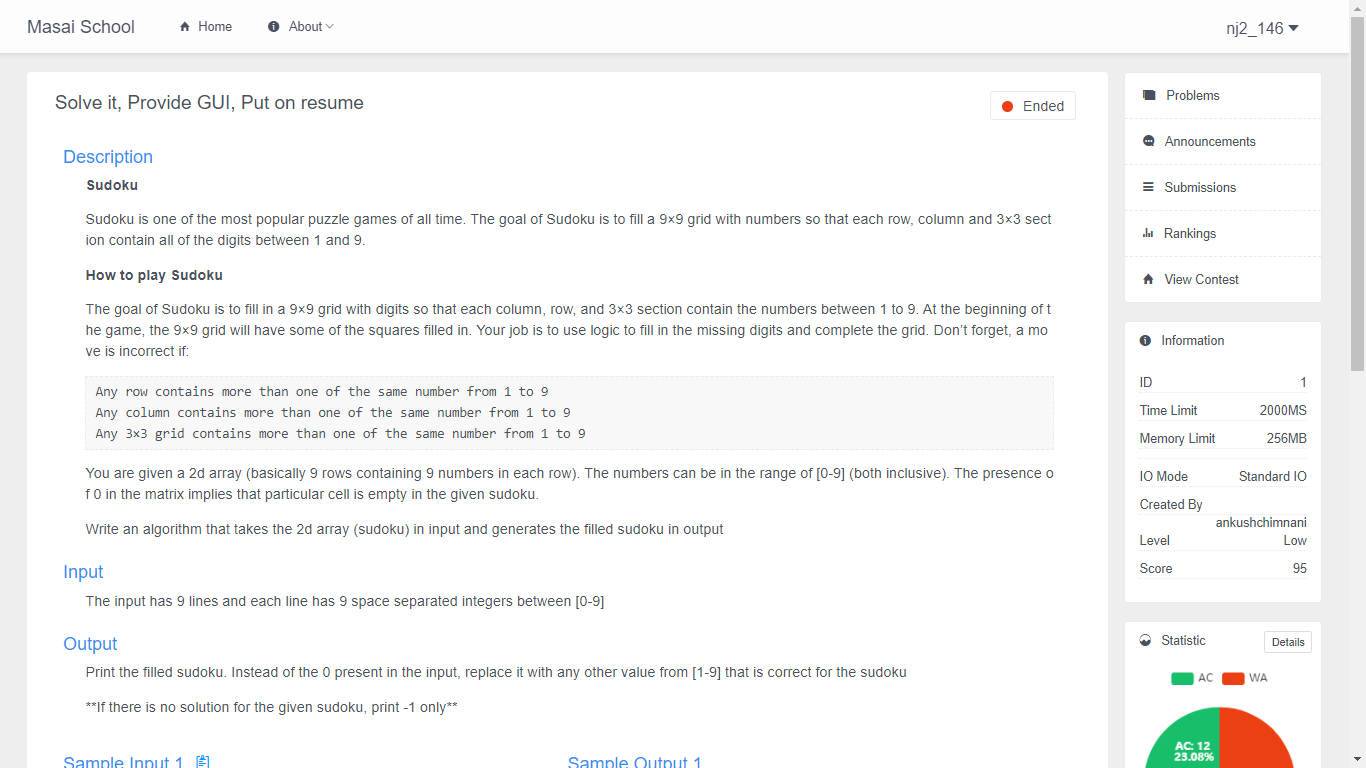 Masai School
Home
About
nj2_146
Solve it, Provide GUI, Put on resume
Ended
Description
Sudoku
Sudoku is one of the most popular puzzle games of all time. The goal of Sudoku is to fill a 9×9 grid with numbers so that each row, column and 3×3 sect
ion contain all of the digits between 1 and 9.
How to play Sudoku
The goal of Sudoku is to fill in a 9×9 grid with digits so that each column, row, and 3×3 section contain the numbers between 1 to 9. At the beginning of t
he game, the 9×9 grid will have some of the squares filled in. Your job is to use logic to fill in the missing digits and complete the grid. Don’t forget, a mo
ve is incorrect if:
Any row contains more than one of the same number from 1 to 9
Any column contains more than one of the same number from 1 to 9
Any 3×3 grid contains more than one of the same number from 1 to 9
You are given a 2d array (basically 9 rows containing 9 numbers in each row). The numbers can be in the range of [0-9] (both inclusive). The presence o
f 0 in the matrix implies that particular cell is empty in the given sudoku.
Write an algorithm that takes the 2d array (sudoku) in input and generates the filled sudoku in output
Input
The input has 9 lines and each line has 9 space separated integers between [0-9]
Output
Print the filled sudoku. Instead of the 0 present in the input, replace it with any other value from [1-9] that is correct for the sudoku
**If there is no solution for the given sudoku, print -1 only**
Sample Input 1
Sample Output 1
Problems
Announcements
Submissions
Rankings
View Contest
Information
ID 1
Time Limit 2000MS
Memory Limit 256MB
IO Mode Standard IO
Created By
ankushchimnani
Level Low
Score 95
Statistic Details
AC WA
AC: 12
23.08%